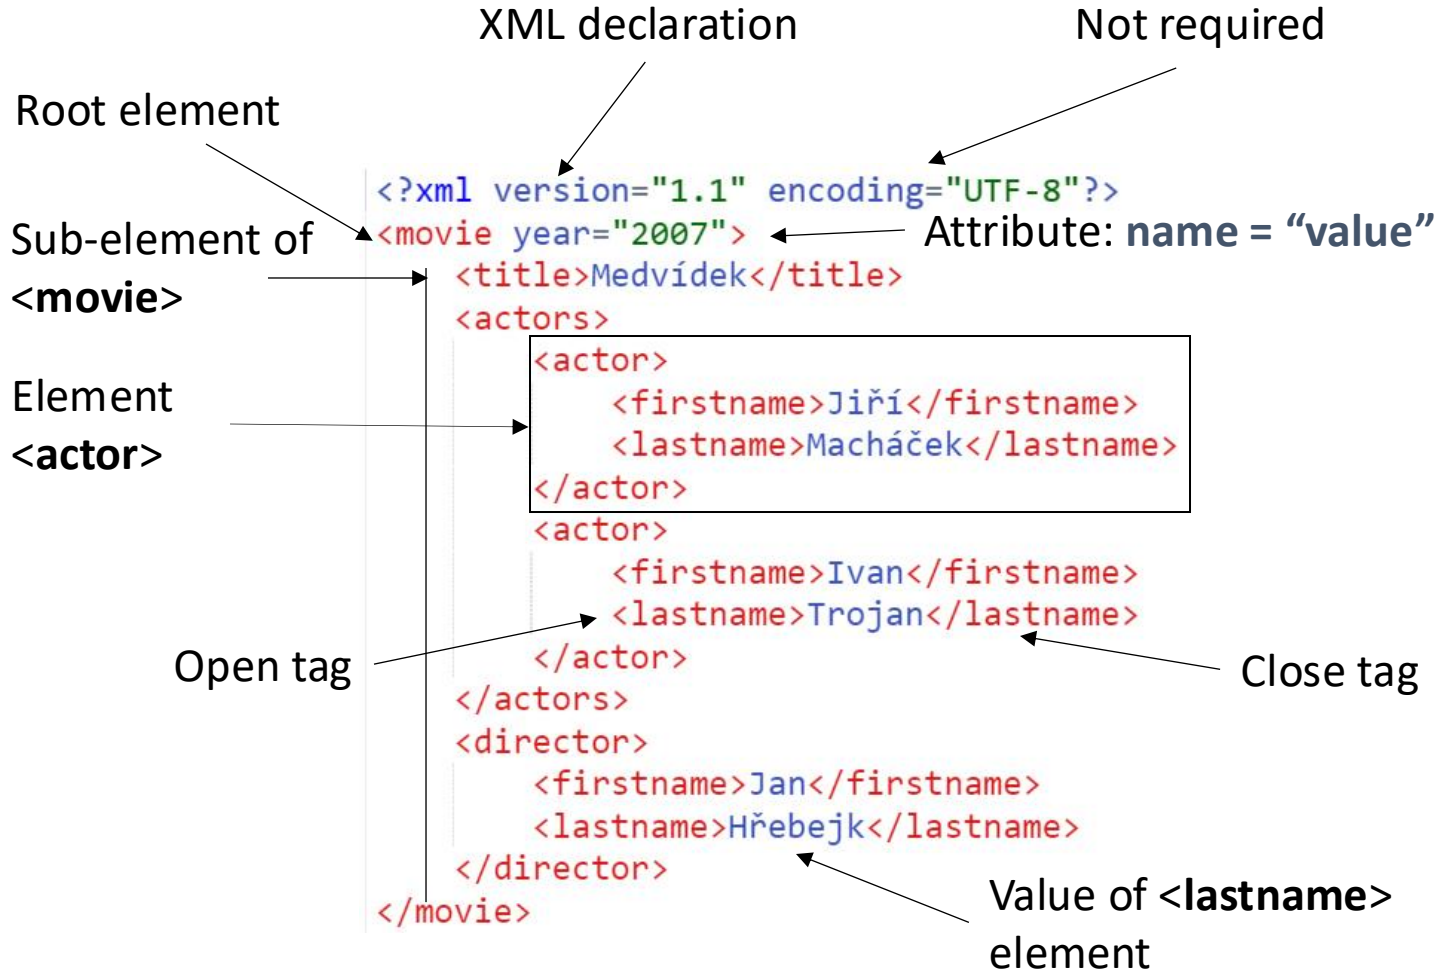 XML declaration
Not required
Root element
<?xml version="1.1" encoding="UTF-8"?>
<movie year="2007">
Attribute: name = “value”
Sub-element of
<movie>
<title>Medvídek</title>
<actors>
<actor>
<firstname>Jiří</firstname>
<lastname>Macháček</lastname>
</actor>
Element
<actor>
<actor>
<firstname>Ivan</firstname>
<lastname>Trojan</lastname>
</actor>
Open tag
Close tag
</actors>
<director>
<firstname>Jan</firstname>
<lastname>Hřebejk</lastname>
</director>
</movie>
Value of <lastname>
element